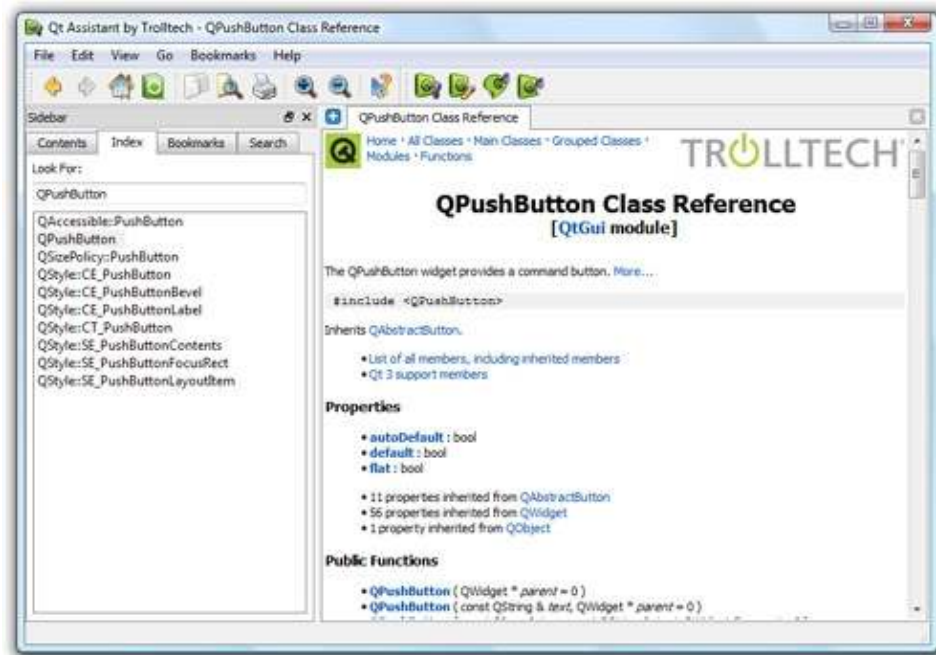 Qt Assistant by Trolltech - QPushButton Class Reference
File Edit View Go Bookmarks Help
Sidebar
Contents Index Bookmarks Search
Look For:
QPushButton
QAccessible::PushButton
QPushButton
QSizePolicy::PushButton
QStyle::CE_PushButton
QStyle::CE_PushButtonBevel
QStyle::CE_PushButtonLabel
QStyle::CT_PushButton
QStyle::SE_PushButtonContents
QStyle::SE_PushButtonFocusRect
QStyle::SE_PushButtonLayoutItem
QPushButton Class Reference
Home · All Classes · Main Classes · Grouped Classes ·
Modules · Functions
TROLLTECH
QPushButton Class Reference
[QtGui module]
The QPushButton widget provides a command button. More...
#include <QPushButton>
Inherits QAbstractButton.
• List of all members, including inherited members
• Qt 3 support members
Properties
• autoDefault : bool
• default : bool
• flat : bool
• 11 properties inherited from QAbstractButton
• 56 properties inherited from QWidget
• 1 property inherited from QObject
Public Functions
• QPushButton ( QWidget * parent = 0 )
• QPushButton ( const QString & text, QWidget * parent = 0 )